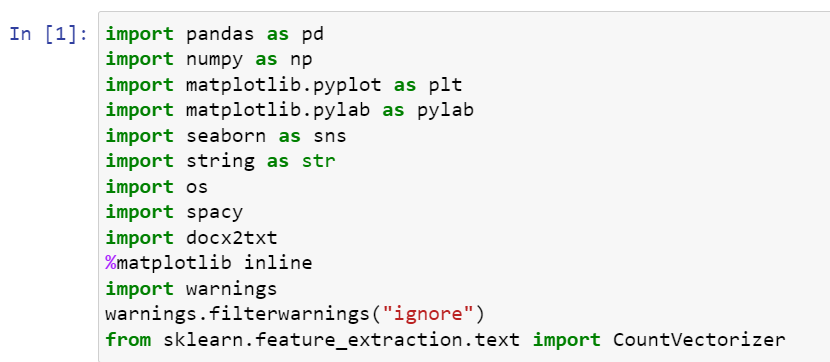 In [1]: import pandas as pd
import numpy as np
import matplotlib.pyplot as plt
import matplotlib.pylab as pylab
import seaborn as sns
import string as str
import os
import spacy
import docx2txt
%matplotlib inline
import warnings
warnings.filterwarnings("ignore")
from sklearn.feature_extraction.text import CountVectorizer